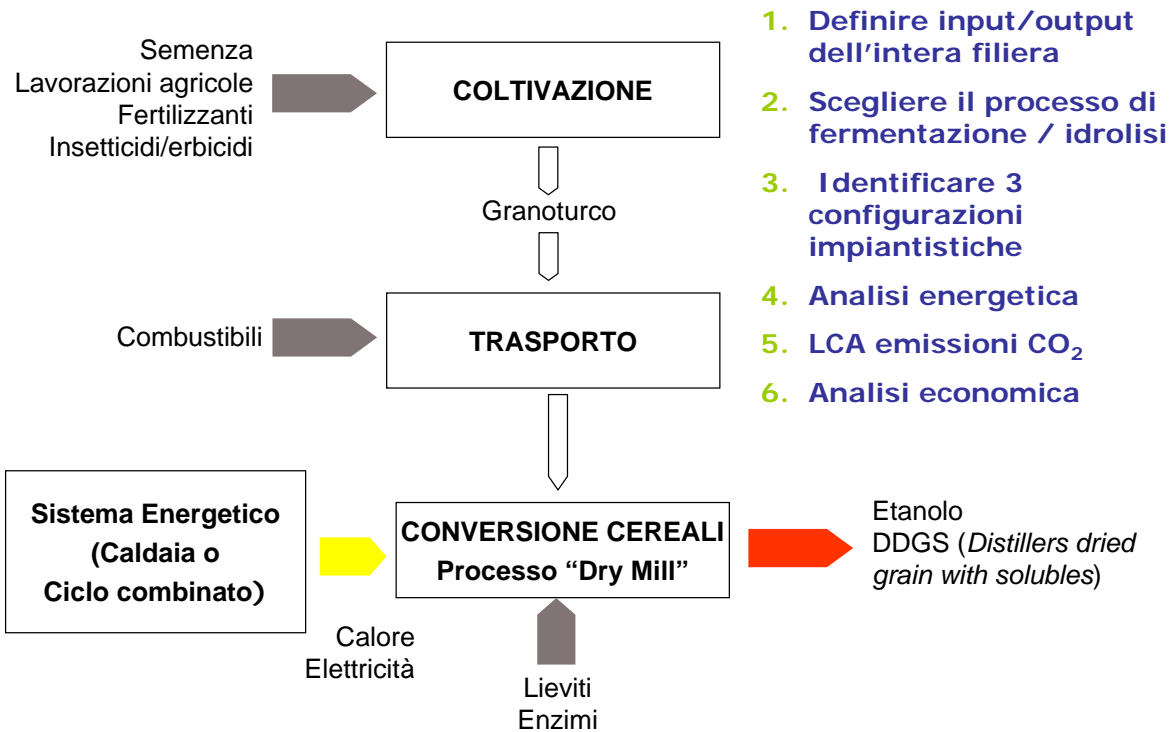 Semenza
Lavorazioni agricole
Fertilizzanti
Insetticidi/erbicidi
COLTIVAZIONE
Granoturco
Combustibili
TRASPORTO
Sistema Energetico
(Caldaia o
Ciclo combinato)
Calore
Elettricità
CONVERSIONE CEREALI
Processo “Dry Mill”
Lieviti
Enzimi
Etanolo
DDGS (Distillers dried
grain with solubles)
1. Definire input/output
dell’intera filiera
2. Scegliere il processo di
fermentazione / idrolisi
3. Identificare 3
configurazioni
impiantistiche
4. Analisi energetica
5. LCA emissioni CO₂
6. Analisi economica